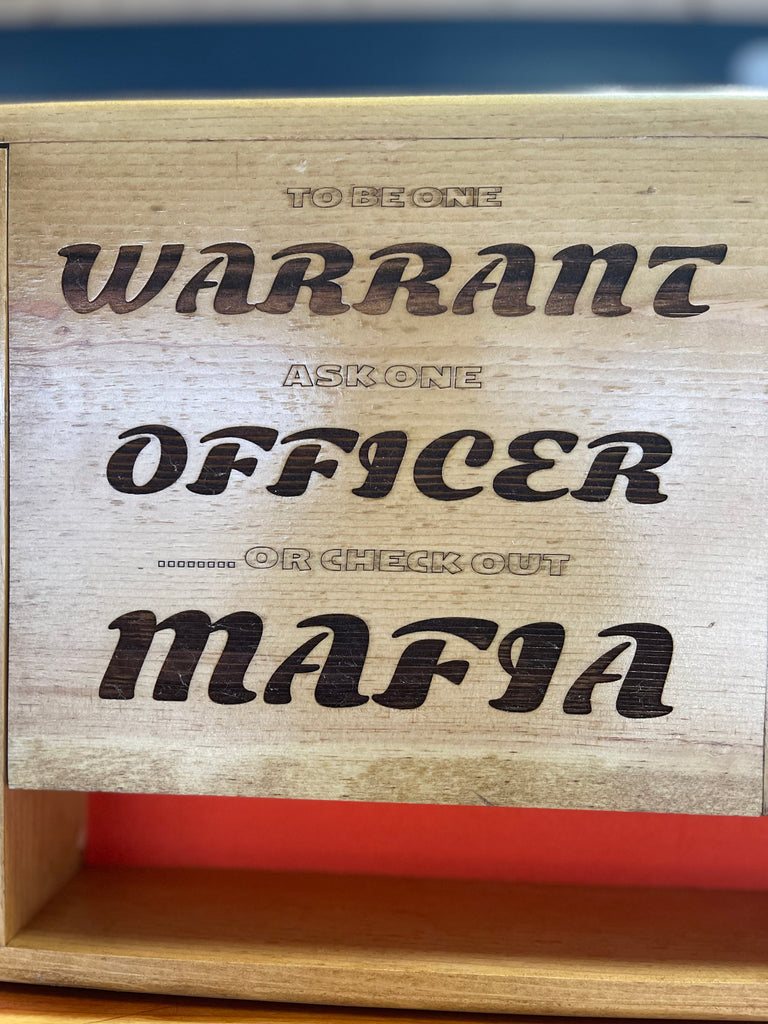 TO BE ONE
WARRANT
ASK ONE
OFFICER
......... OR CHECK OUT
MAFIA